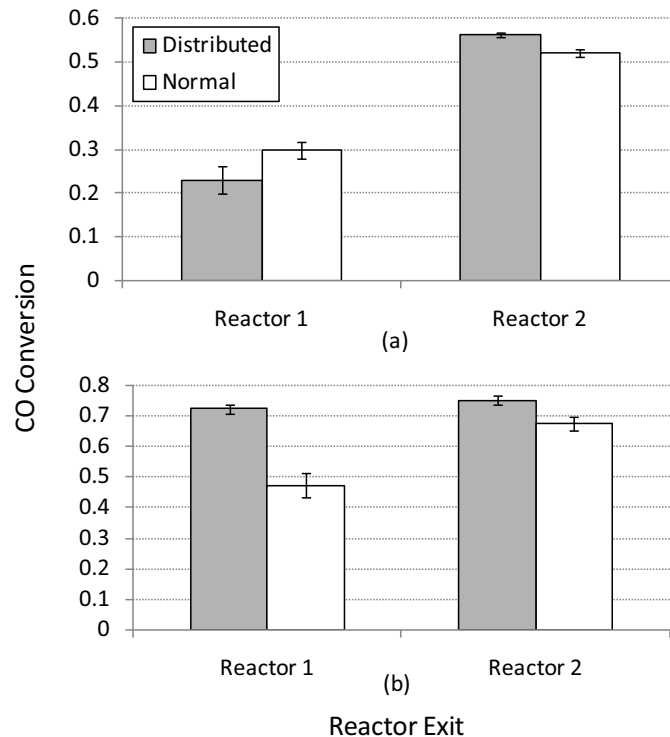 0.6
0.5
0.4
0.3
0.2
0.1
0
Distributed
Normal
Reactor 1
Reactor 2
(a)
CO Conversion
0.8
0.7
0.6
0.5
0.4
0.3
0.2
0.1
0
Reactor 1
Reactor 2
(b)
Reactor Exit